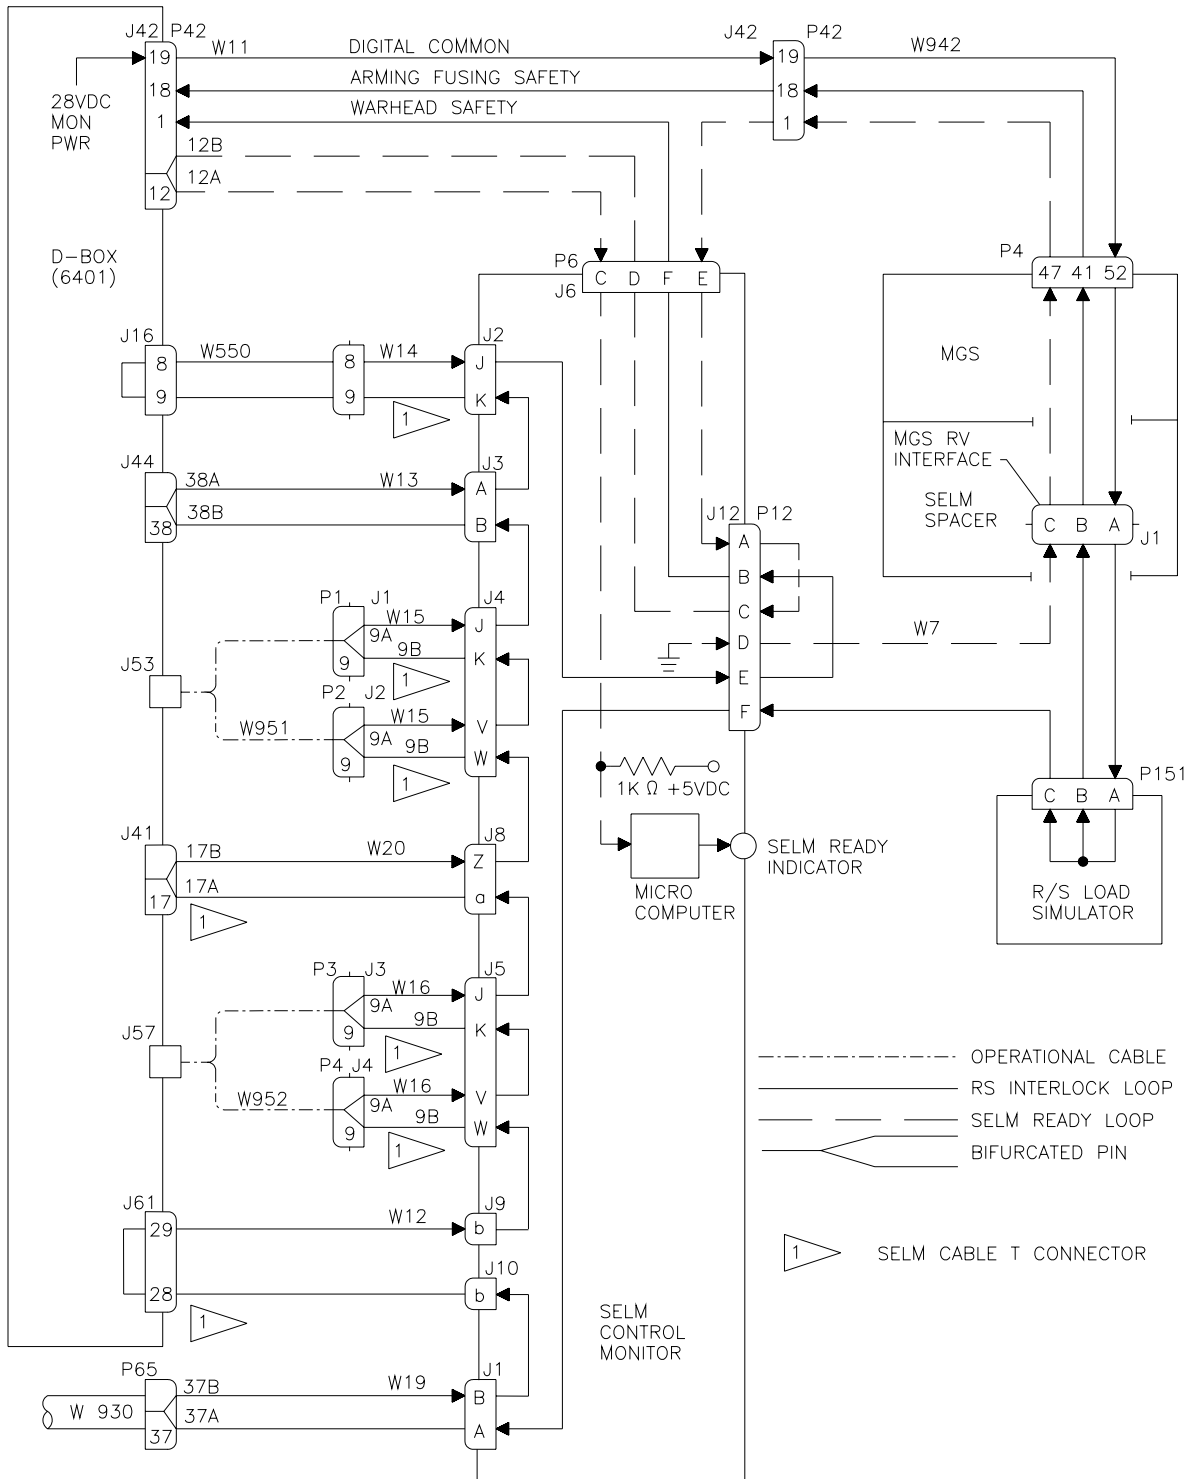 J42 P42
19
18
1
12
W11
DIGITAL COMMON
ARMING FUSING SAFETY
WARHEAD SAFETY
12B
12A
28VDC
MON
PWR
J42 P42
19
18
1
W942
D-BOX
(6401)
P6
J6
C D F E
P4
47 41 52
MGS
MGS RV
INTERFACE
SELM
SPACER
C B A
J1
J16
8
9
W550
8
9
W14
1
J2
J
K
J44
38
38A
38B
W13
J3
A
B
J12 P12
A
B
C
D
E
F
W7
J53
W951
P1 J1
9
W15
9A
9B
1
P2 J2
9
W15
9A
9B
1
J4
J
K
V
W
1K Ω +5VDC
MICRO
COMPUTER
SELM READY
INDICATOR
P151
C B A
R/S LOAD
SIMULATOR
J41
17
17B
17A
W20
1
J8
Z
a
J57
W952
P3 J3
9
W16
9A
9B
1
P4 J4
9
W16
9A
9B
1
J5
J
K
V
W
OPERATIONAL CABLE
RS INTERLOCK LOOP
SELM READY LOOP
BIFURCATED PIN
1
SELM CABLE T CONNECTOR
J61
29
28
W12
1
J9
b
J10
b
SELM
CONTROL
MONITOR
P65
37
W 930
37B
37A
W19
J1
B
A